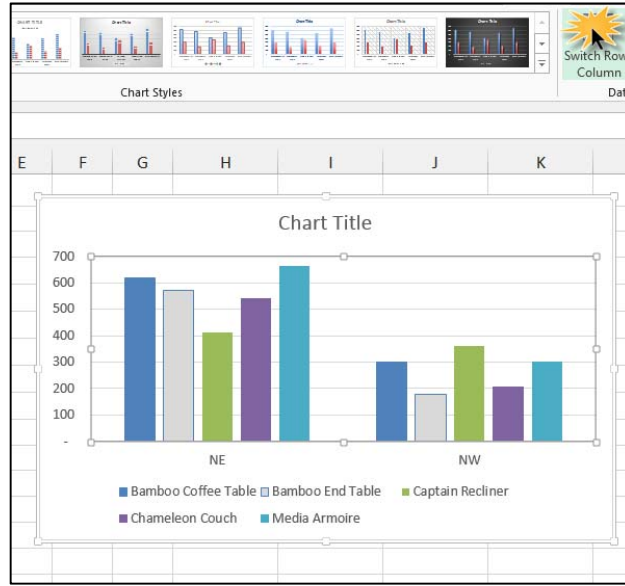 Switch Row
Column
Chart Styles
Dat
E F G H I J K
Chart Title
700
600
500
400
300
200
100
-
NE NW
Bamboo Coffee Table Bamboo End Table Captain Recliner
Chameleon Couch Media Armoire